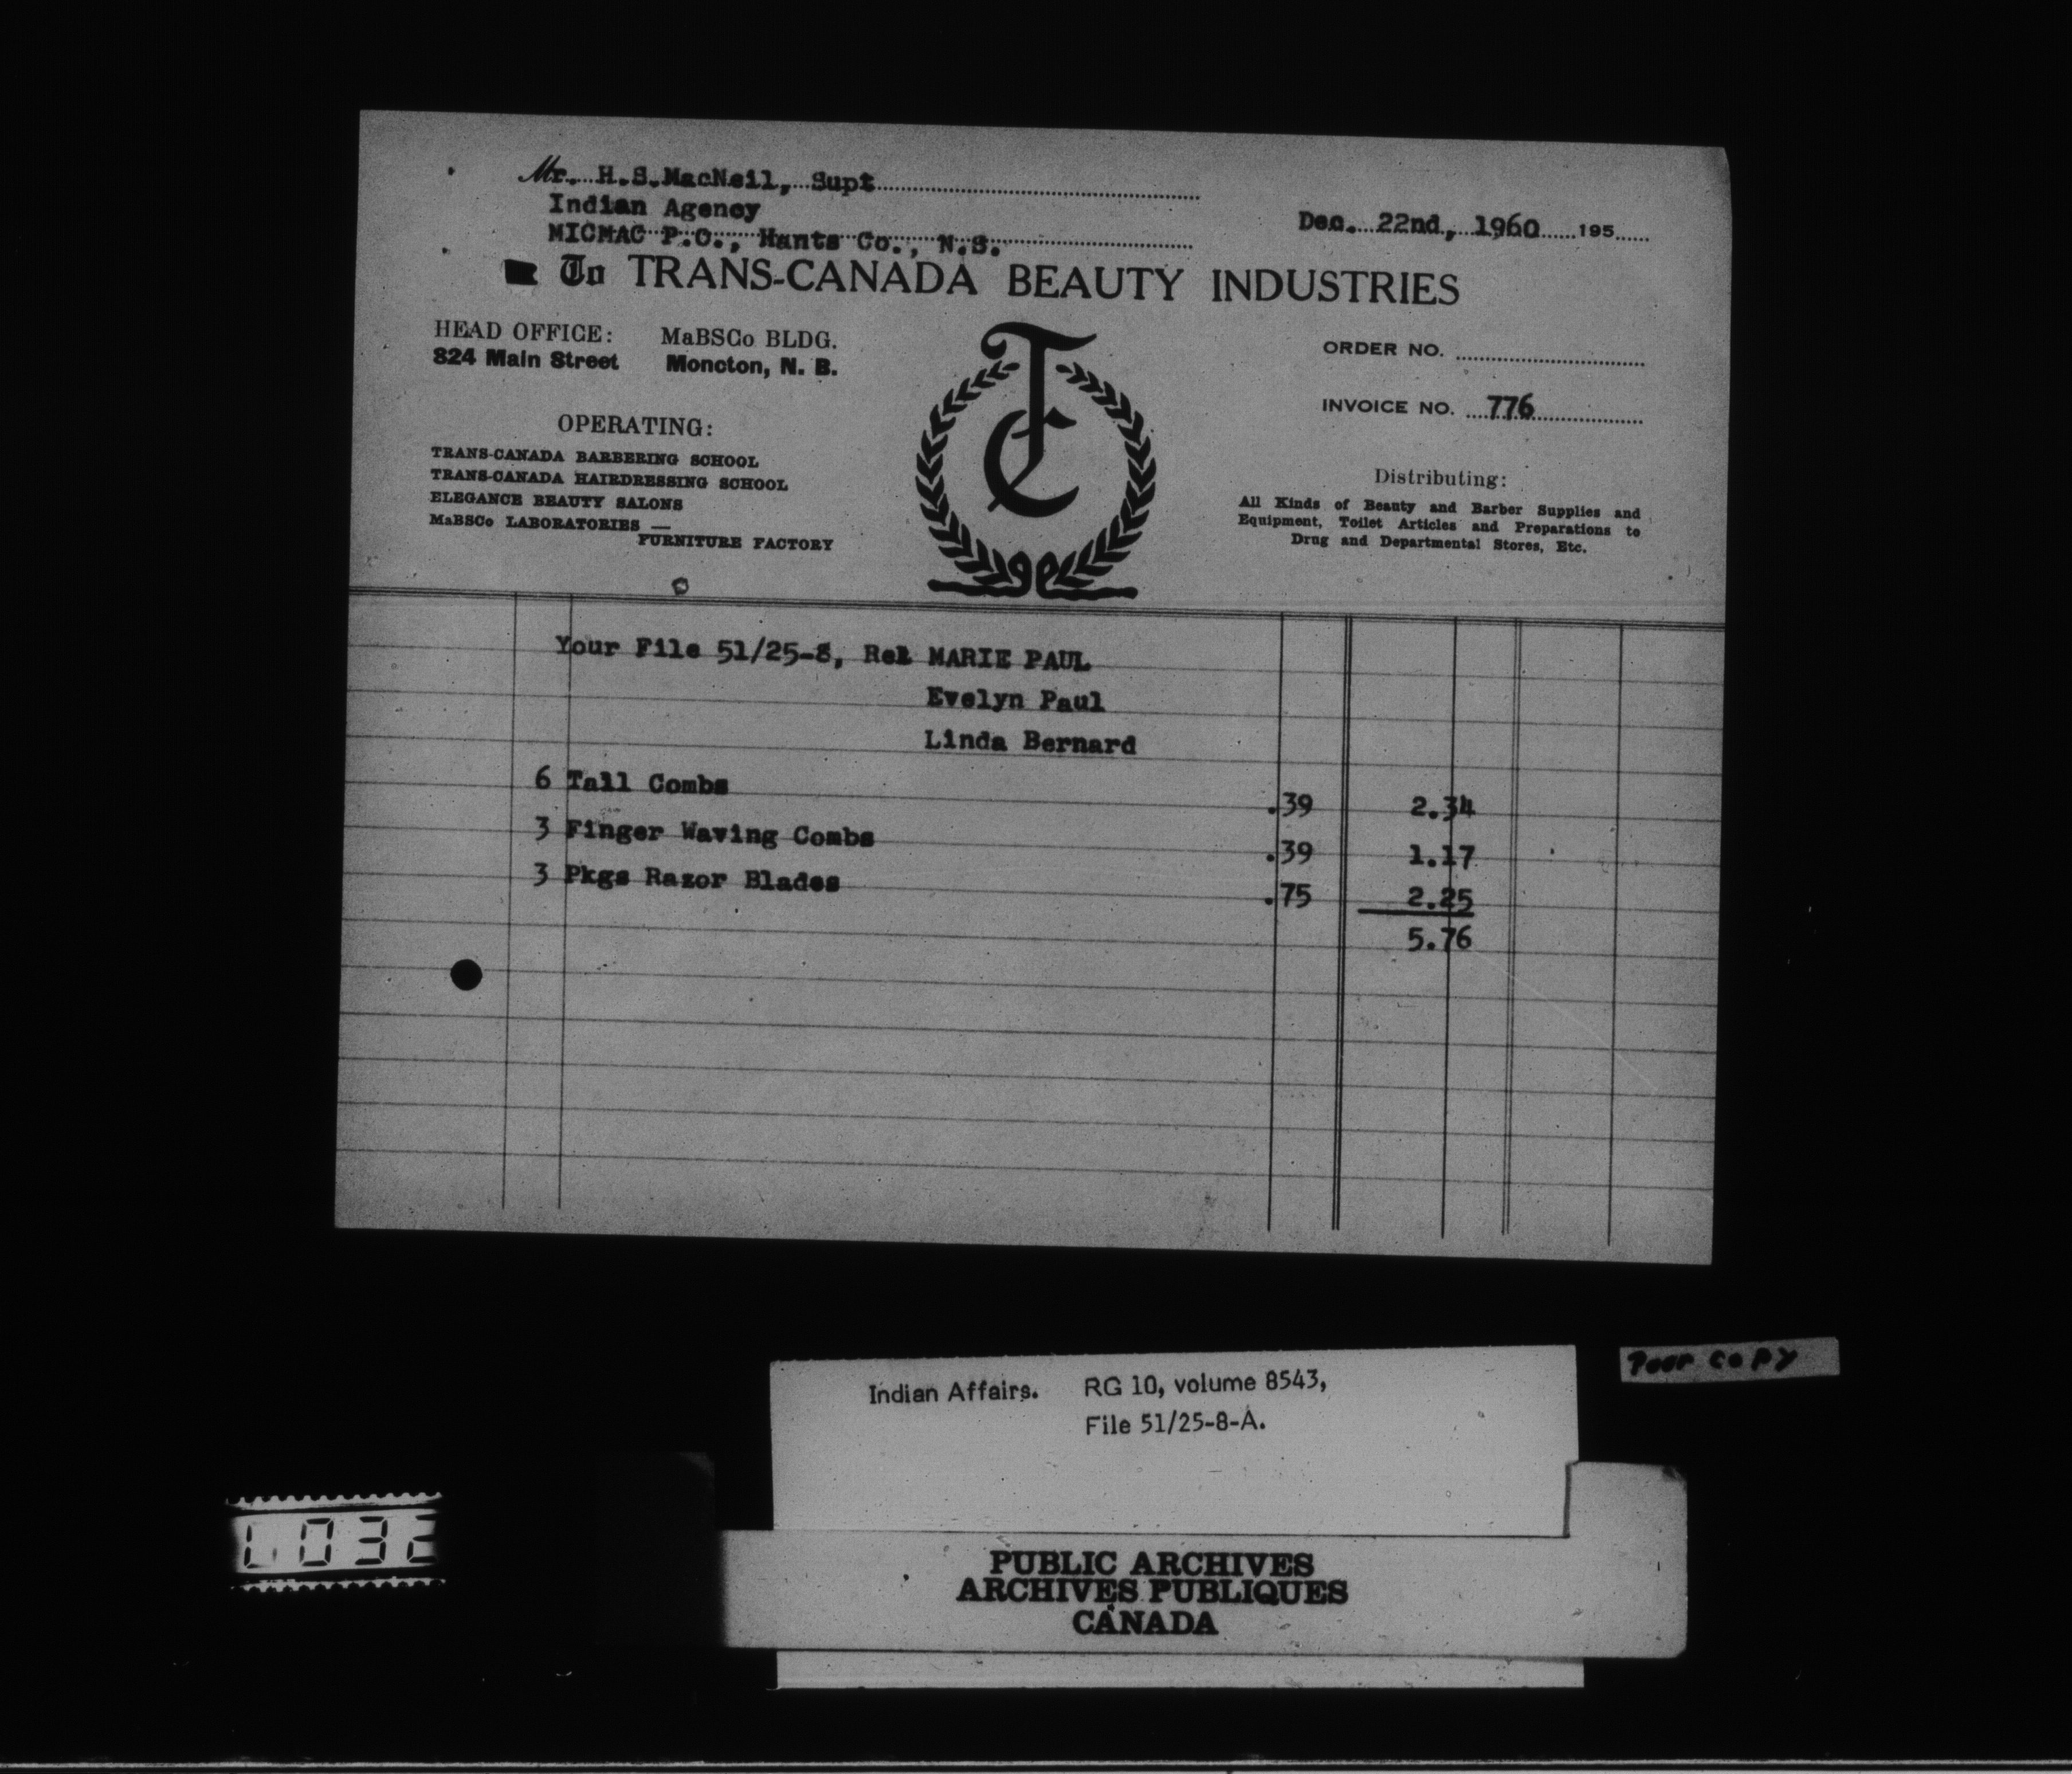 Mr. H.S.MacNeil, Supt
Indian Agency
MICMAC P.O., Hants Co., N.S.
Dec. 22nd, 1960 195
To TRANS-CANADA BEAUTY INDUSTRIES
HEAD OFFICE: MaBSCo BLDG.
824 Main Street Moncton, N. B.
ORDER NO.
INVOICE NO. 776
OPERATING:
TRANS-CANADA BARBERING SCHOOL
TRANS-CANADA HAIRDRESSING SCHOOL
ELEGANCE BEAUTY SALONS
MaBSCo LABORATORIES —
FURNITURE FACTORY
TC
Distributing:
All Kinds of Beauty and Barber Supplies and
Equipment, Toilet Articles and Preparations to
Drug and Departmental Stores, Etc.
Your File 51/25-8, Re: MARIE PAUL
Evelyn Paul
Linda Bernard
6 Tail Combs .39 2.34
3 Finger Waving Combs .39 1.17
3 Pkgs Razor Blades .75 2.25
5.76
Poor copy
Indian Affairs. RG 10, volume 8543,
File 51/25-8-A.
PUBLIC ARCHIVES
ARCHIVES PUBLIQUES
CANADA